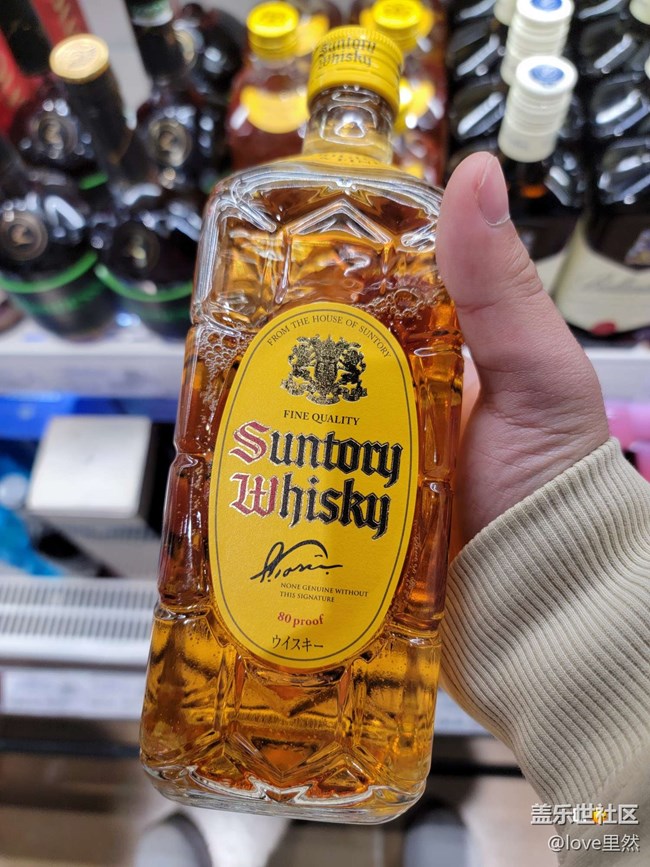 Suntory
Whisky
FROM THE HOUSE OF SUNTORY
FINE QUALITY
Suntory
Whisky
NONE GENUINE WITHOUT
THIS SIGNATURE
80 proof
ウイスキー
盖乐世社区
@love里然